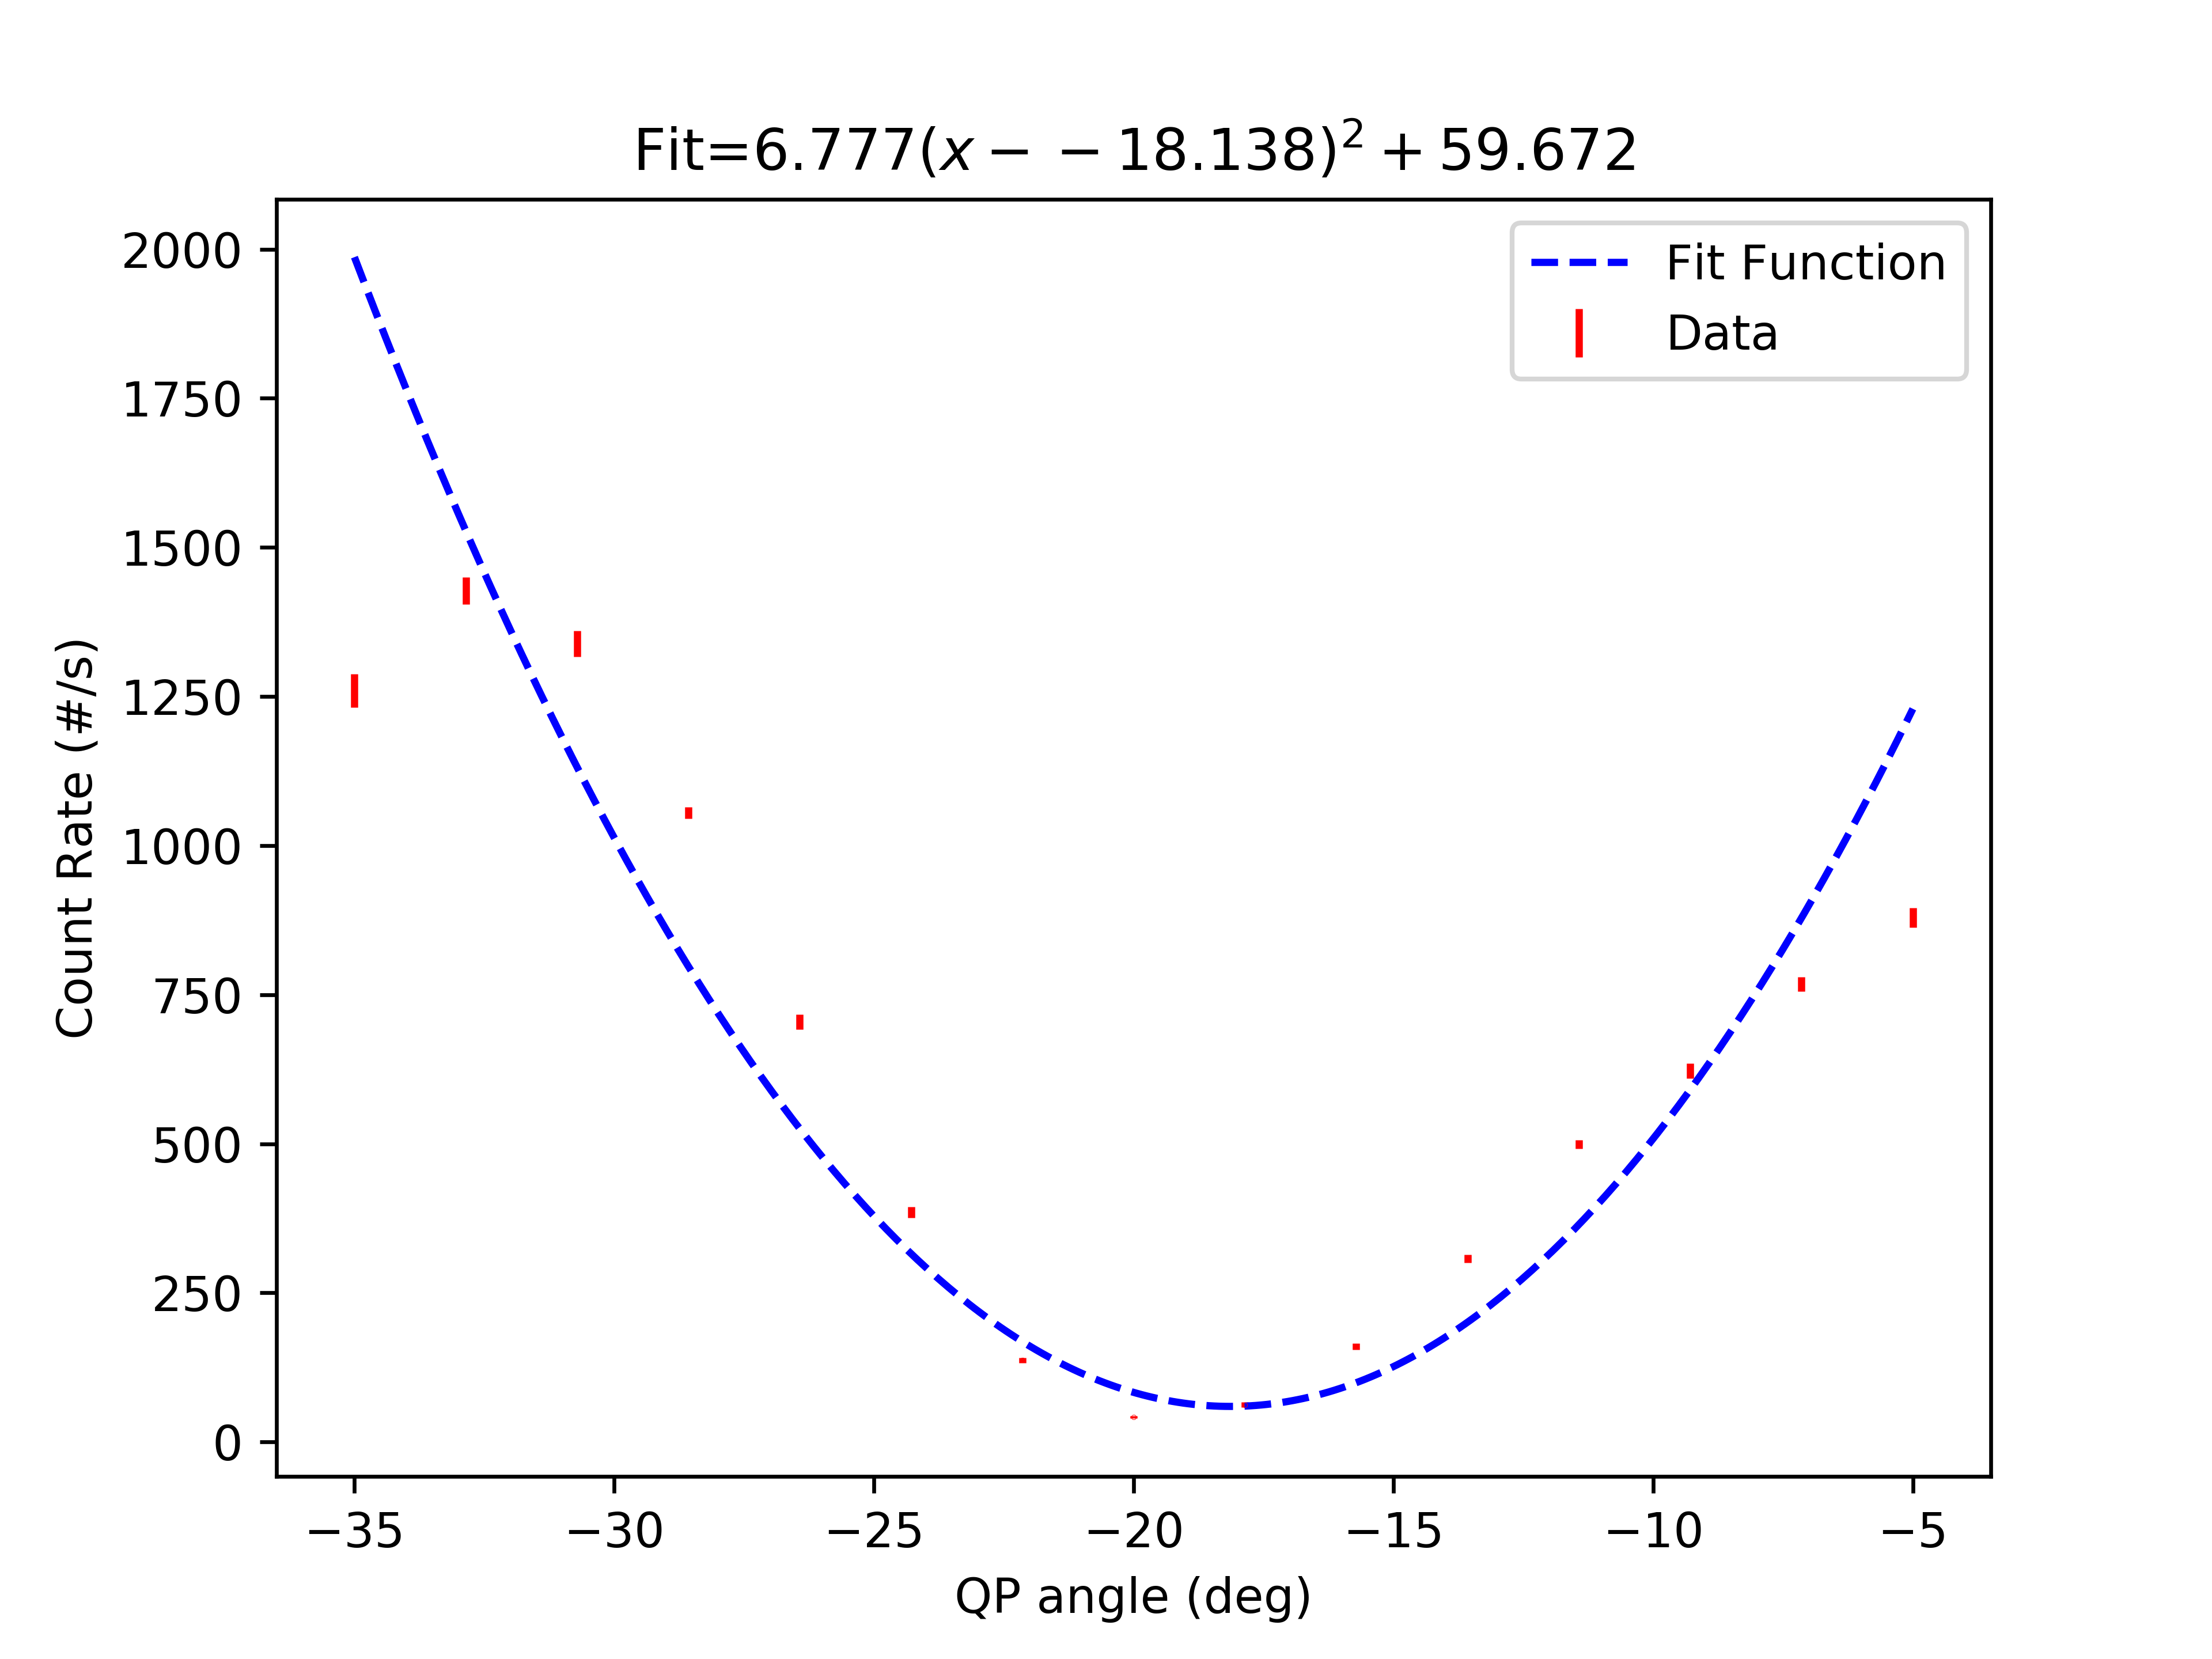 Fit=6.777(x − −18.138)² + 59.672
Fit Function
Data
2000
1750
1500
1250
1000
750
500
250
0
Count Rate (#/s)
−35 −30 −25 −20 −15 −10 −5
QP angle (deg)